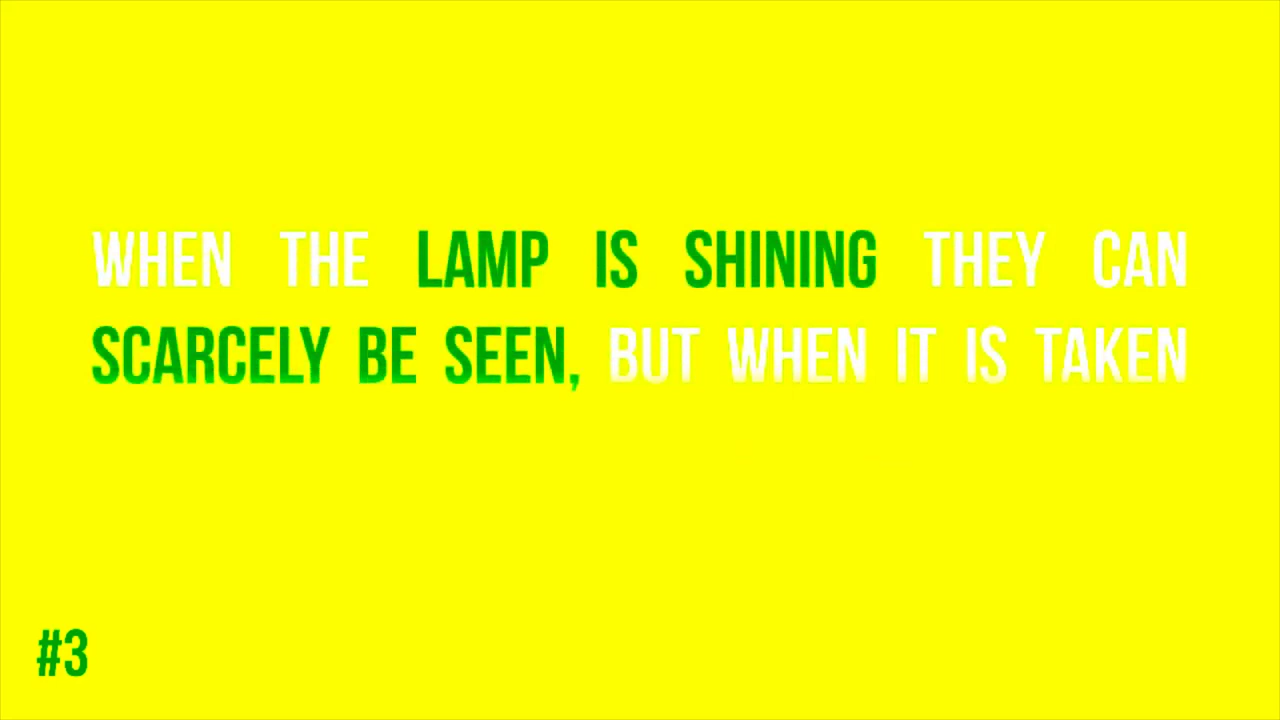 WHEN THE LAMP IS SHINING THEY CAN
SCARCELY BE SEEN, BUT WHEN IT IS TAKEN
#3